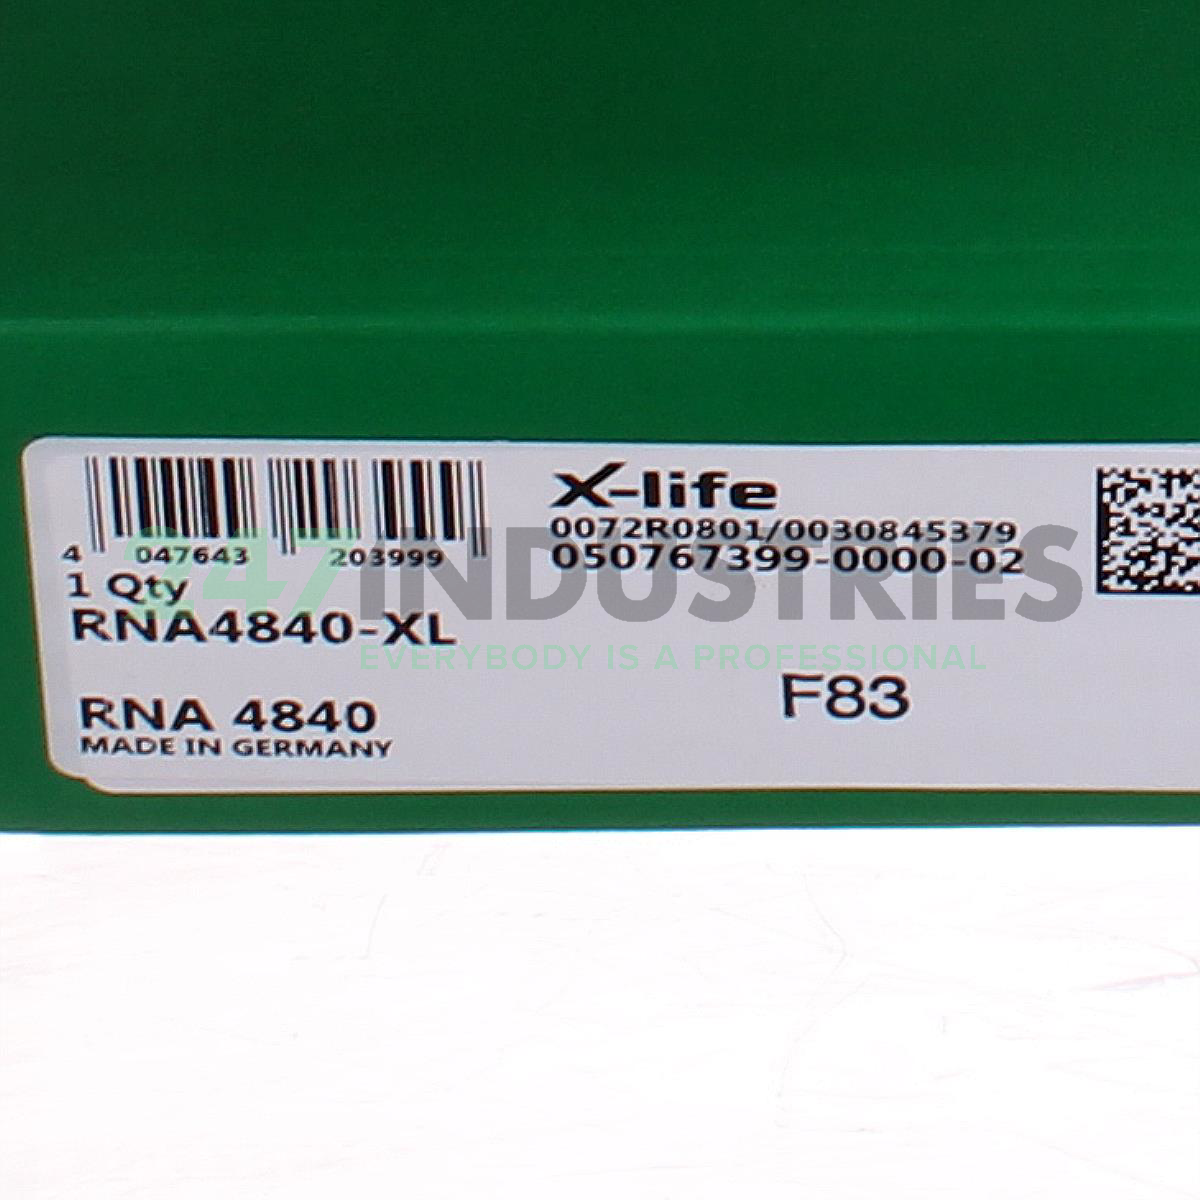 4 047643 203999
1 Qty
RNA4840-XL
RNA 4840
MADE IN GERMANY
X-life
0072R0801/0030845379
050767399-0000-02
F83
247INDUSTRIES
EVERYBODY IS A PROFESSIONAL